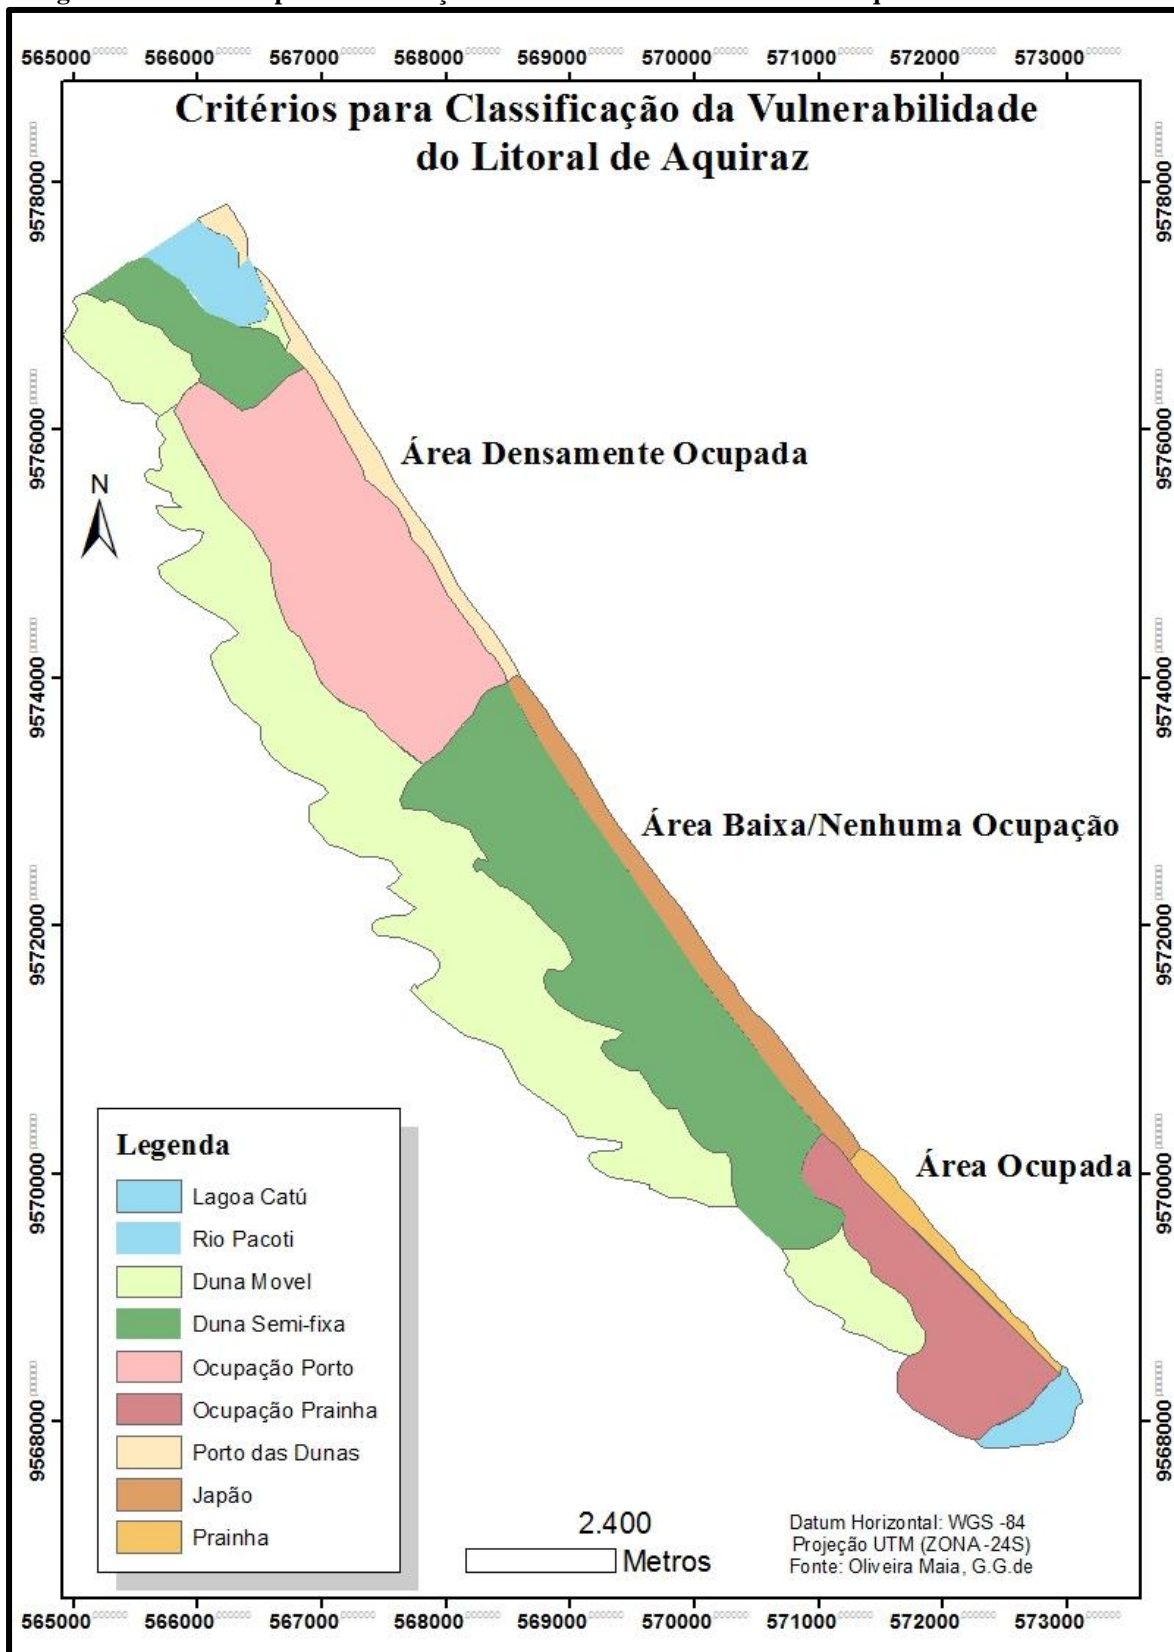 565000 566000 567000 568000 569000 570000 571000 572000 573000
Critérios para Classificação da Vulnerabilidade
do Litoral de Aquiraz
9578000
9578000
9576000
9576000
Área Densamente Ocupada
N
9574000
9574000
Área Baixa/Nenhuma Ocupação
9572000
9572000
Área Ocupada
9570000
9570000
9568000
9568000
Legenda
Lagoa Catú
Rio Pacoti
Duna Movel
Duna Semi-fixa
Ocupação Porto
Ocupação Prainha
Porto das Dunas
Japão
Prainha
2.400
Metros
Datum Horizontal: WGS -84
Projeção UTM (ZONA -24S)
Fonte: Oliveira Maia, G.G.de
565000 566000 567000 568000 569000 570000 571000 572000 573000